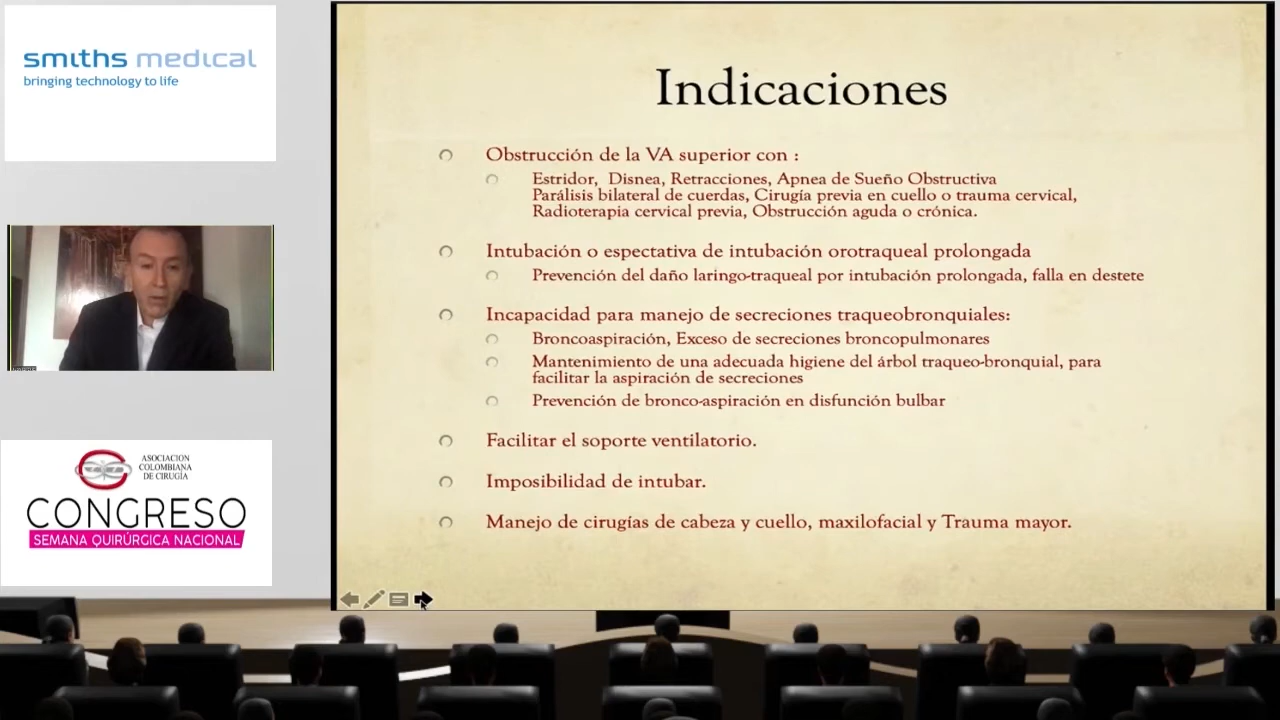 smiths medical
bringing technology to life
Indicaciones
Obstrucción de la VA superior con :
Estridor, Disnea, Retracciones, Apnea de Sueño Obstructiva
Parálisis bilateral de cuerdas, Cirugía previa en cuello o trauma cervical,
Radioterapia cervical previa, Obstrucción aguda o crónica.
Intubación o espectativa de intubación orotraqueal prolongada
Prevención del daño laringo-traqueal por intubación prolongada, falla en destete
Incapacidad para manejo de secreciones traqueobronquiales:
Broncoaspiración, Exceso de secreciones broncopulmonares
Mantenimiento de una adecuada higiene del árbol traqueo-bronquial, para
facilitar la aspiración de secreciones
Prevención de bronco-aspiración en disfunción bulbar
Facilitar el soporte ventilatorio.
Imposibilidad de intubar.
Manejo de cirugías de cabeza y cuello, maxilofacial y Trauma mayor.
ASOCIACION
COLOMBIANA
DE CIRUGÍA
CONGRESO
SEMANA QUIRÚRGICA NACIONAL